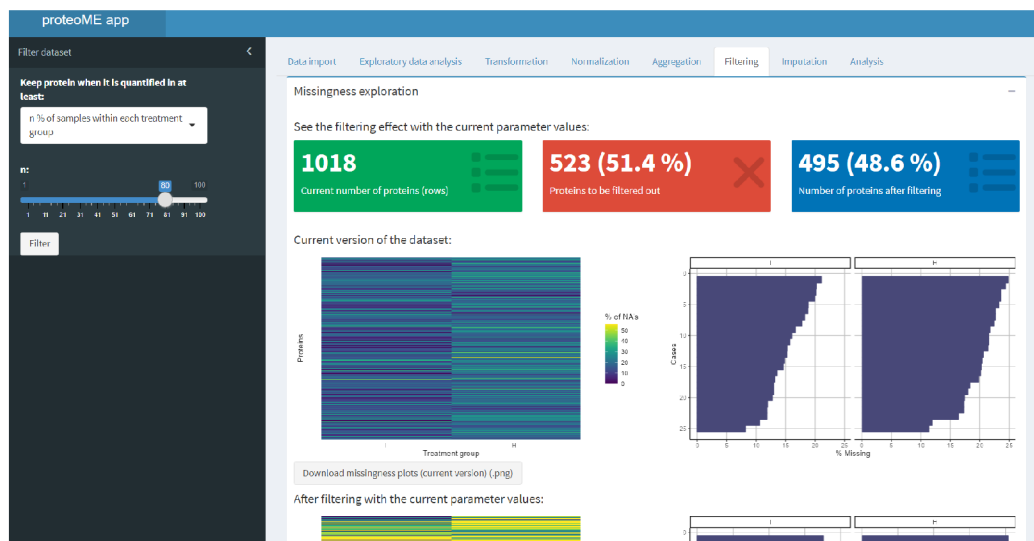 proteoME app
Filter dataset
Keep protein when it is quantified in at
least:
n % of samples within each treatment
group
n:
1 80 100
1 11 21 31 41 51 61 71 81 91 100
Filter
Data import Exploratory data analysis Transformation Normalization Aggregation Filtering Imputation Analysis
Missingness exploration
See the filtering effect with the current parameter values:
1018
Current number of proteins (rows)
523 (51.4 %)
Proteins to be filtered out
495 (48.6 %)
Number of proteins after filtering
Current version of the dataset:
Proteins
I H
Treatment group
% of NAs
50
40
30
20
10
0
I H
Cases
0
5
10
15
20
25
0 5 10 15 20 25 0 5 10 15 20 25
% Missing
Download missingness plots (current version) (.png)
After filtering with the current parameter values:
I H
0